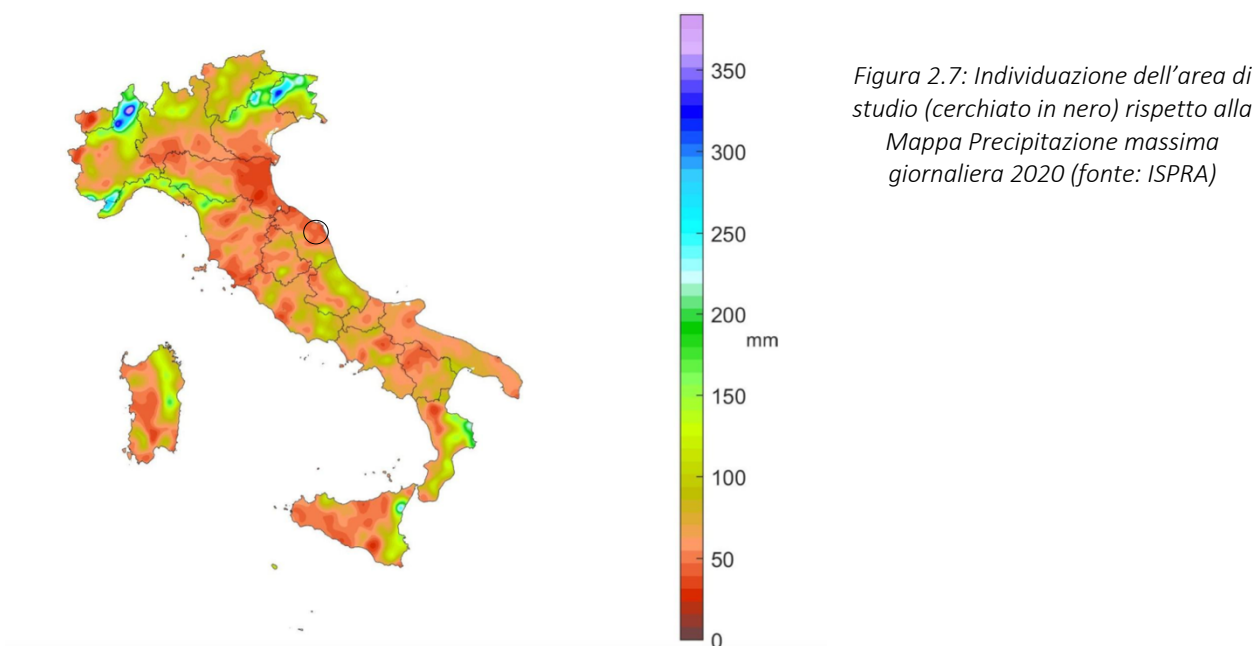 350
300
250
200
mm
150
100
50
0
Figura 2.7: Individuazione dell’area di
studio (cerchiato in nero) rispetto alla
Mappa Precipitazione massima
giornaliera 2020 (fonte: ISPRA)